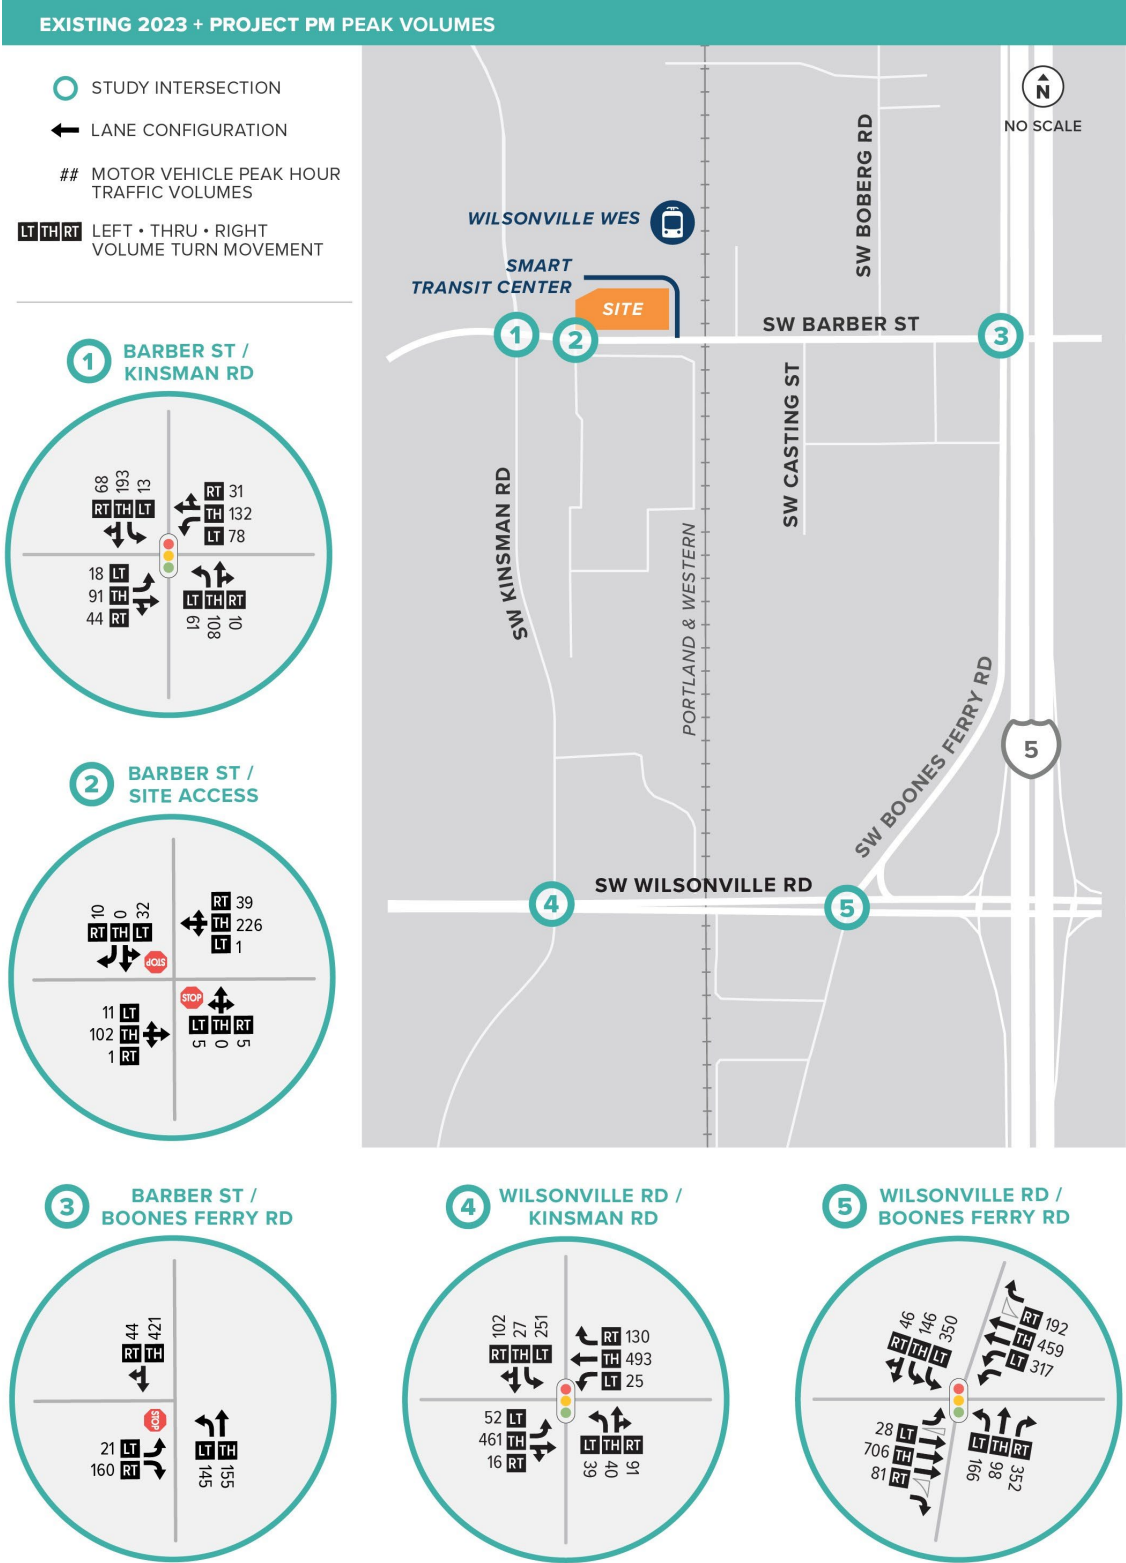 EXISTING 2023 + PROJECT PM PEAK VOLUMES
STUDY INTERSECTION
LANE CONFIGURATION
## MOTOR VEHICLE PEAK HOUR
TRAFFIC VOLUMES
LT TH RT LEFT • THRU • RIGHT
VOLUME TURN MOVEMENT
N
NO SCALE
SW BOBERG RD
WILSONVILLE WES
SMART
TRANSIT CENTER
SITE
SW BARBER ST
1
2
3
SW CASTING ST
SW KINSMAN RD
PORTLAND & WESTERN
SW BOONES FERRY RD
5
SW WILSONVILLE RD
4
5
1 BARBER ST /
KINSMAN RD
68 193 13
RT TH LT
RT 31
TH 132
LT 78
18 LT
91 TH
44 RT
LT TH RT
61 108 10
2 BARBER ST /
SITE ACCESS
10 0 32
RT TH LT
STOP
RT 39
TH 226
LT 1
11 LT
102 TH
1 RT
STOP
LT TH RT
5 0 5
3 BARBER ST /
BOONES FERRY RD
44 421
RT TH
STOP
21 LT
160 RT
LT TH
145 155
4 WILSONVILLE RD /
KINSMAN RD
102 27 251
RT TH LT
RT 130
TH 493
LT 25
52 LT
461 TH
16 RT
LT TH RT
39 40 91
5 WILSONVILLE RD /
BOONES FERRY RD
46 146 350
RT TH LT
RT 192
TH 459
LT 317
28 LT
706 TH
81 RT
LT TH RT
166 98 352